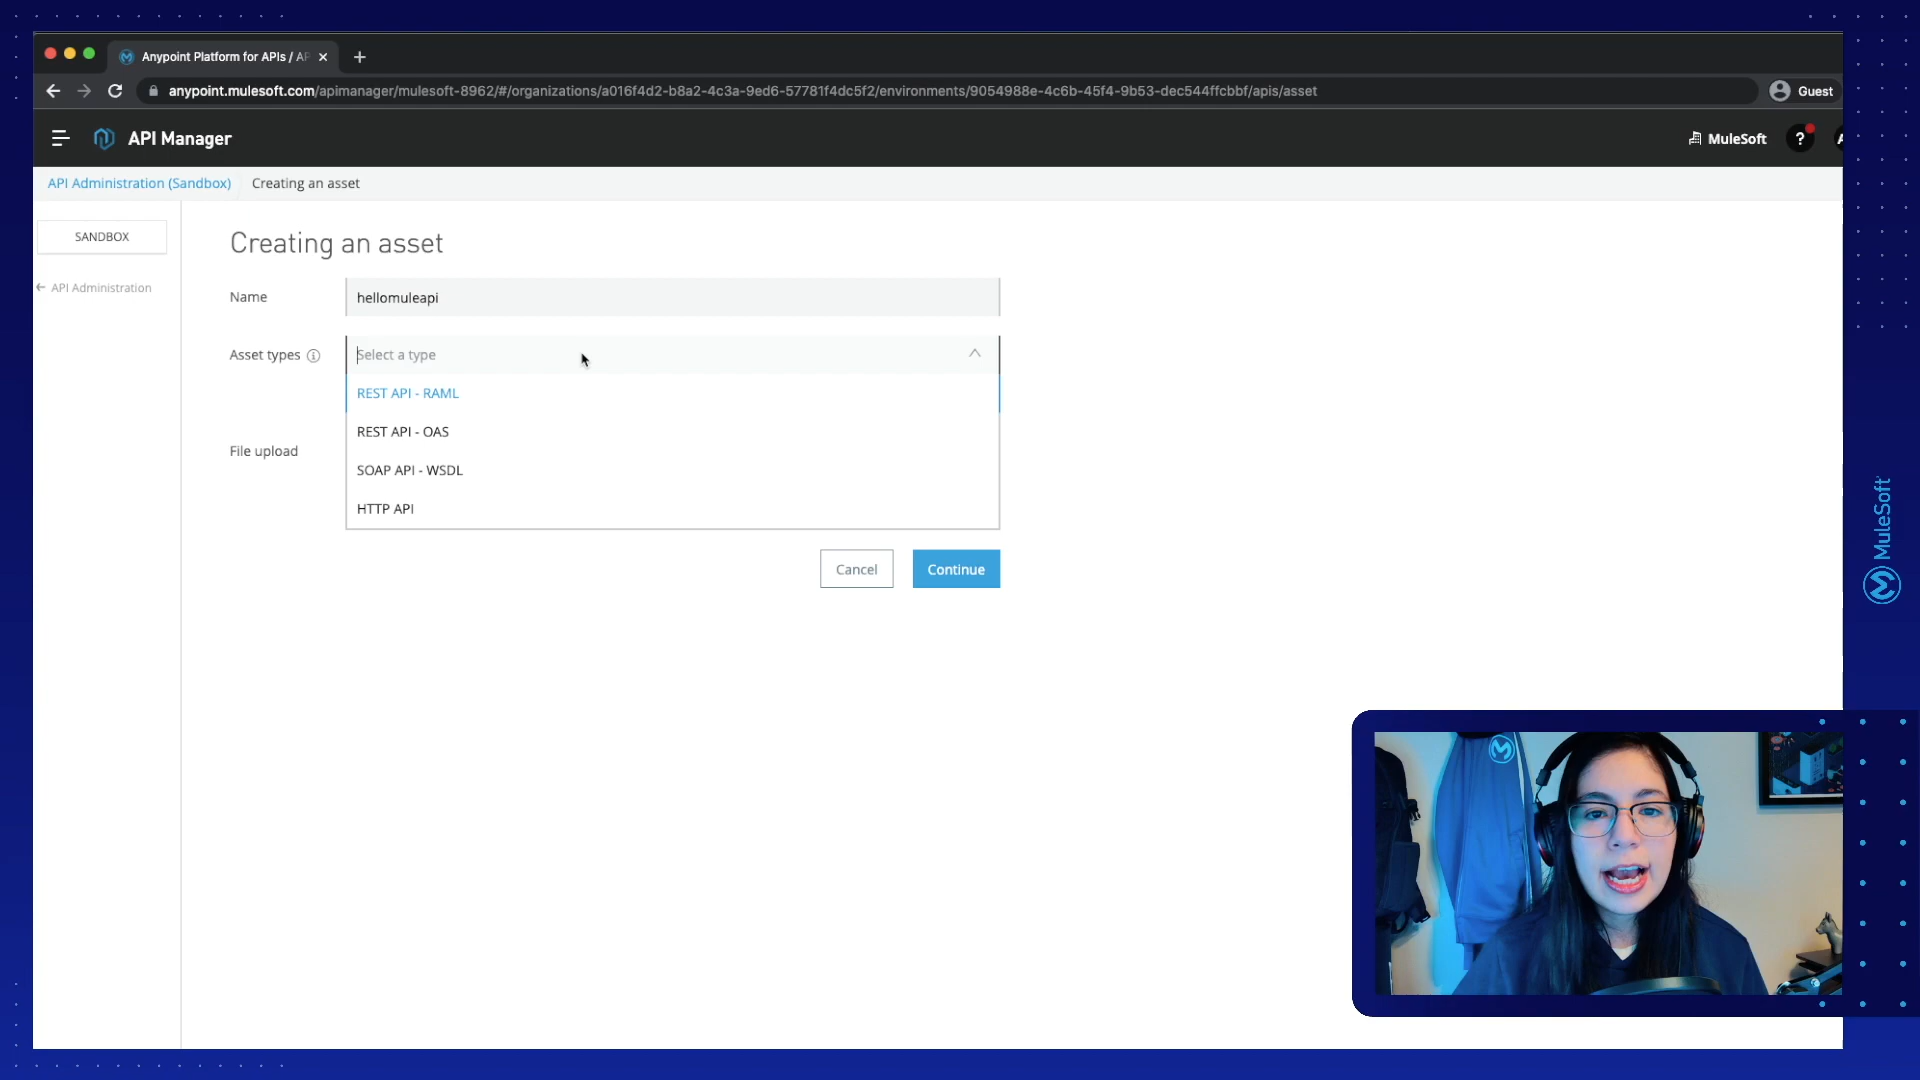 Anypoint Platform for APIs / AP
anypoint.mulesoft.com/apimanager/mulesoft-8962/#/organizations/a016f4d2-b8a2-4c3a-9ed6-57781f4dc5f2/environments/9054988e-4c6b-45f4-9b53-dec544ffcbbf/apis/asset
Guest
API Manager
MuleSoft
?
API Administration (Sandbox)
Creating an asset
SANDBOX
API Administration
Creating an asset
Name
hellomuleapi
Asset types
Select a type
REST API - RAML
REST API - OAS
SOAP API - WSDL
HTTP API
File upload
Cancel
Continue
MuleSoft